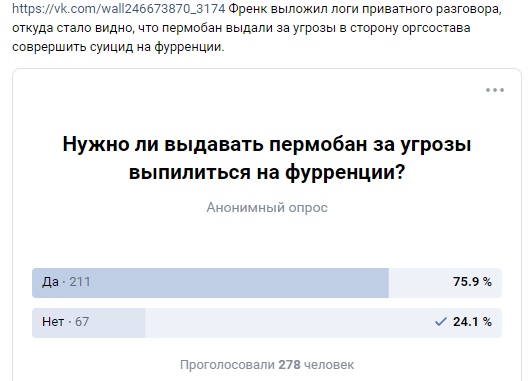 https://vk.com/wall246673870_3174 Френк выложил логи приватного разговора,
откуда стало видно, что пермобан выдали за угрозы в сторону оргсостава
соврершить суицид на фурренции.
Нужно ли выдавать пермобан за угрозы
выпилиться на фурренции?
Анонимный опрос
Да · 211 75.9 %
Нет · 67 24.1 %
Проголосовали 278 человек